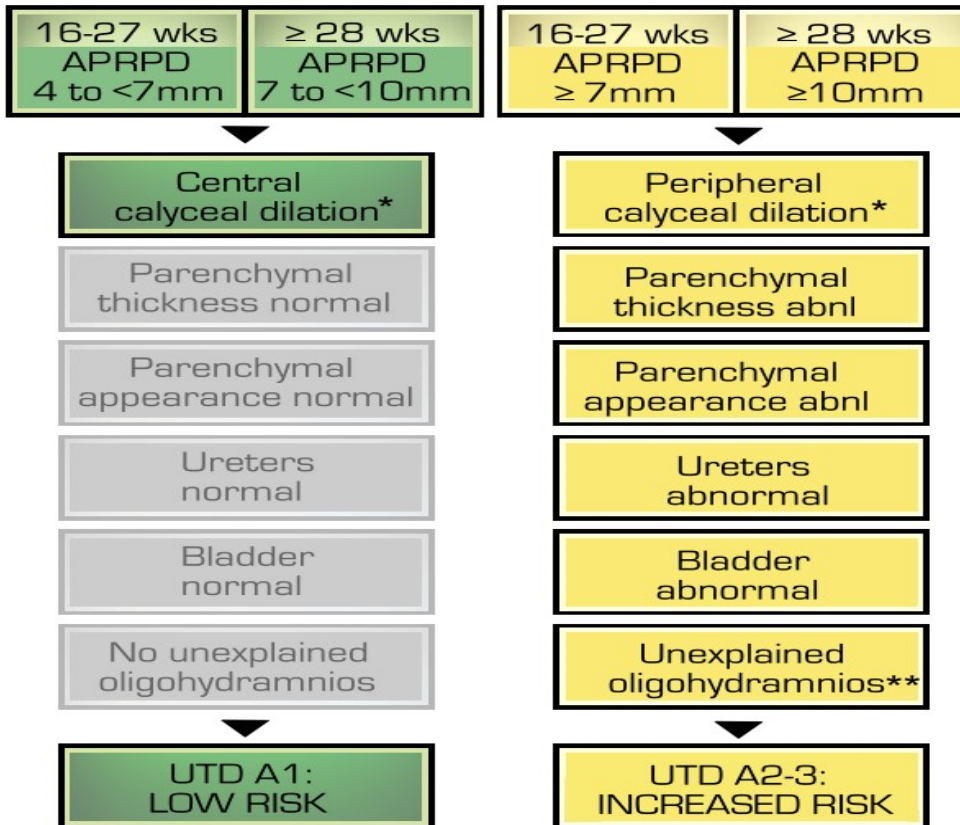 16-27 wks
APRPD
4 to <7mm
≥ 28 wks
APRPD
7 to <10mm
Central
calyceal dilation*
Parenchymal
thickness normal
Parenchymal
appearance normal
Ureters
normal
Bladder
normal
No unexplained
oligohydramnios
UTD A1:
LOW RISK
16-27 wks
APRPD
≥ 7mm
≥ 28 wks
APRPD
≥10mm
Peripheral
calyceal dilation*
Parenchymal
thickness abnl
Parenchymal
appearance abnl
Ureters
abnormal
Bladder
abnormal
Unexplained
oligohydramnios**
UTD A2-3:
INCREASED RISK